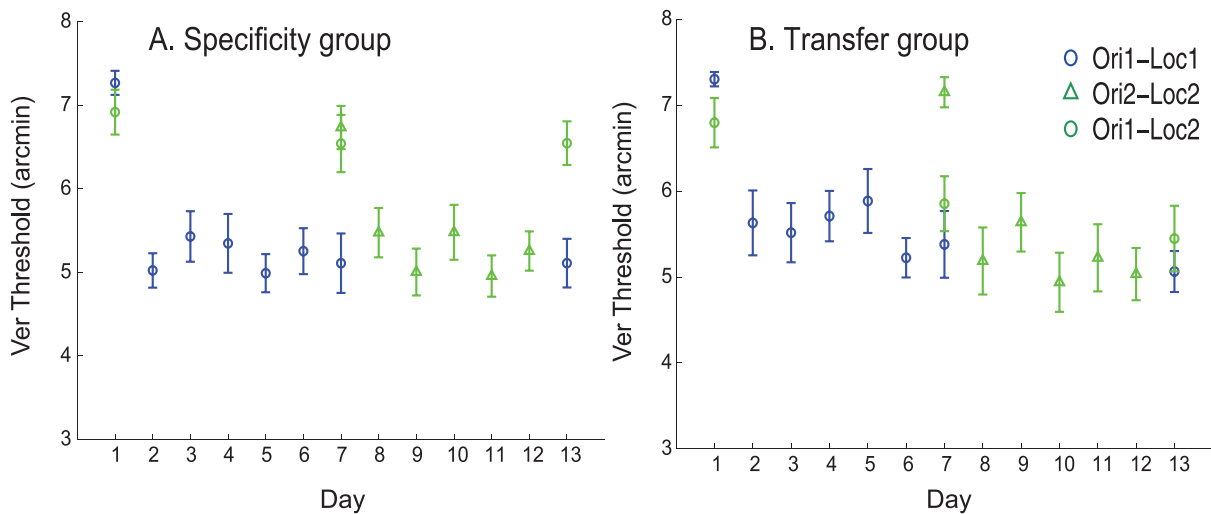 A. Specificity group
8
7
6
5
4
3
Ver Threshold (arcmin)
1 2 3 4 5 6 7 8 9 10 11 12 13
Day
B. Transfer group
8
7
6
5
4
3
Ver Threshold (arcmin)
1 2 3 4 5 6 7 8 9 10 11 12 13
Day
Ori1–Loc1
Ori2–Loc2
Ori1–Loc2